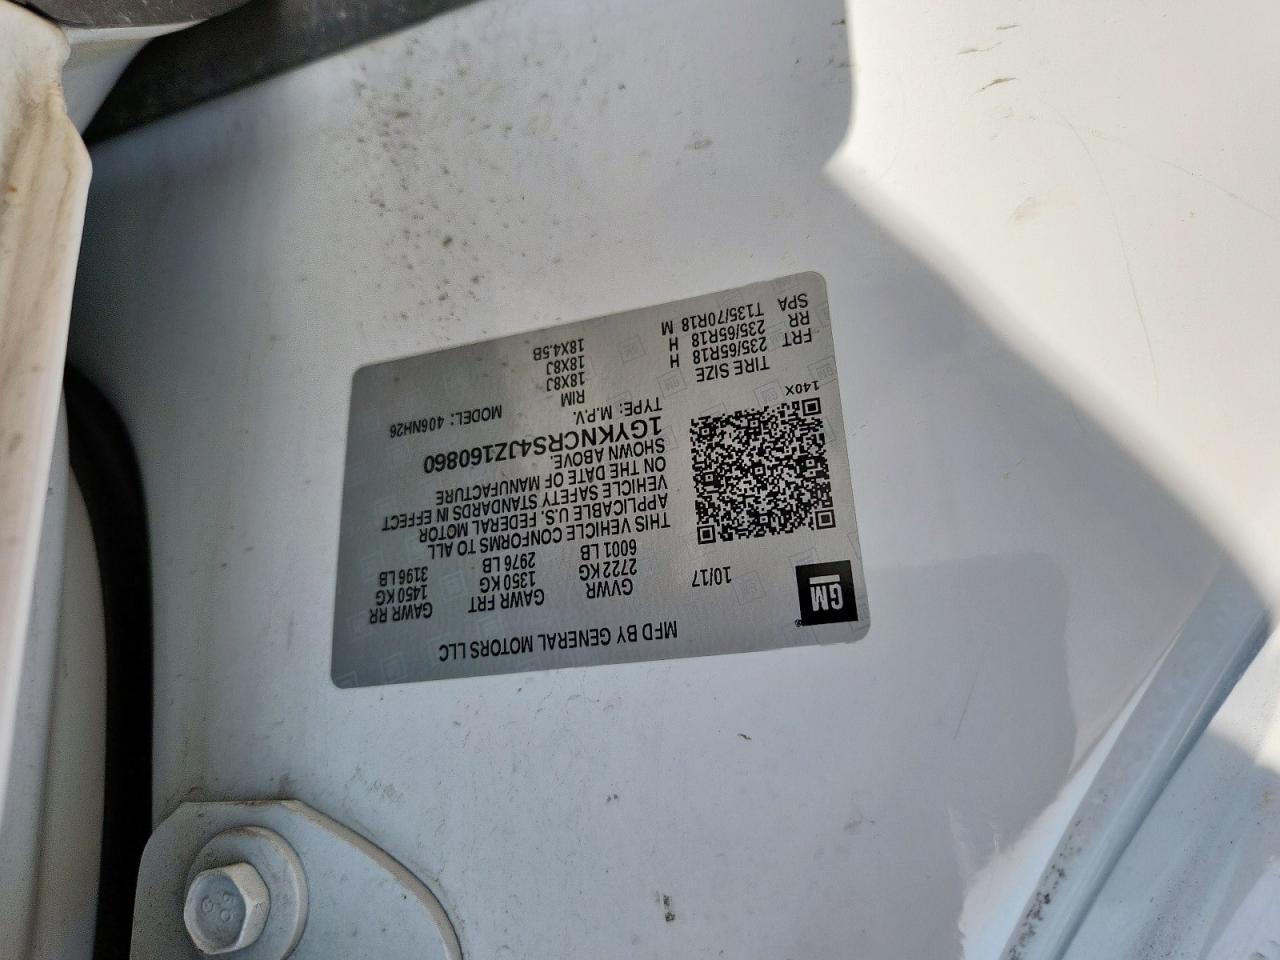 MFD BY GENERAL MOTORS LLC
GM®
10/17
GVWR GAWR FRT GAWR RR
2722 KG 1350 KG 1450 KG
6001 LB 2976 LB 3196 LB
THIS VEHICLE CONFORMS TO ALL
APPLICABLE U.S. FEDERAL MOTOR
VEHICLE SAFETY STANDARDS IN EFFECT
ON THE DATE OF MANUFACTURE
SHOWN ABOVE.
1GYKNCRS4JZ160860
TYPE: M.P.V. MODEL: 406NH26
140X
TIRE SIZE RIM
FRT 235/65R18 H 18X8J
RR 235/65R18 H 18X8J
SPA T135/70R18 M 18X4.5B